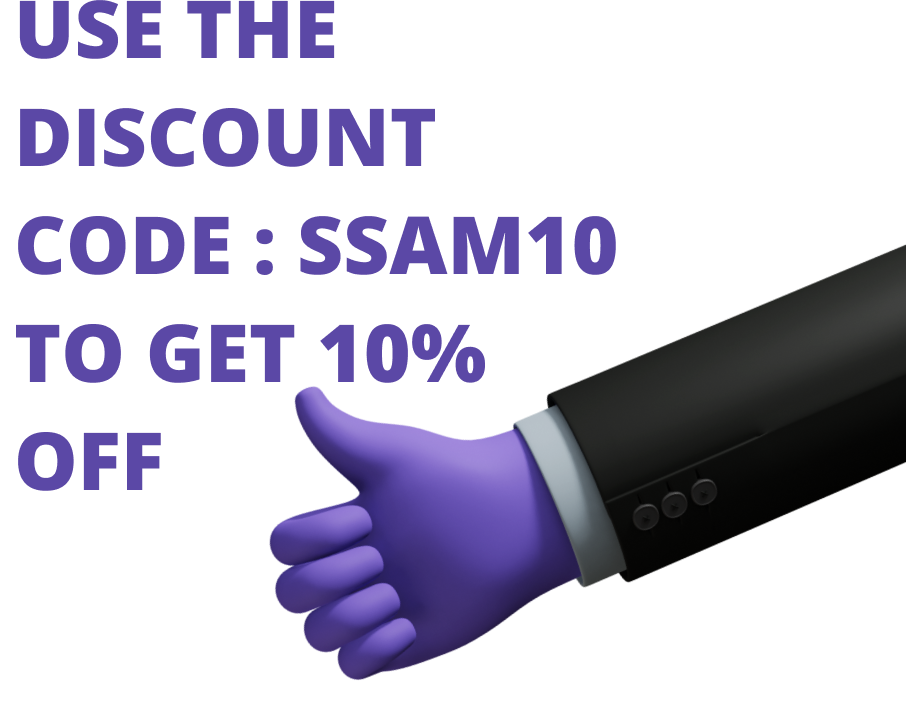 USE THE
DISCOUNT
CODE : SSAM10
TO GET 10%
OFF